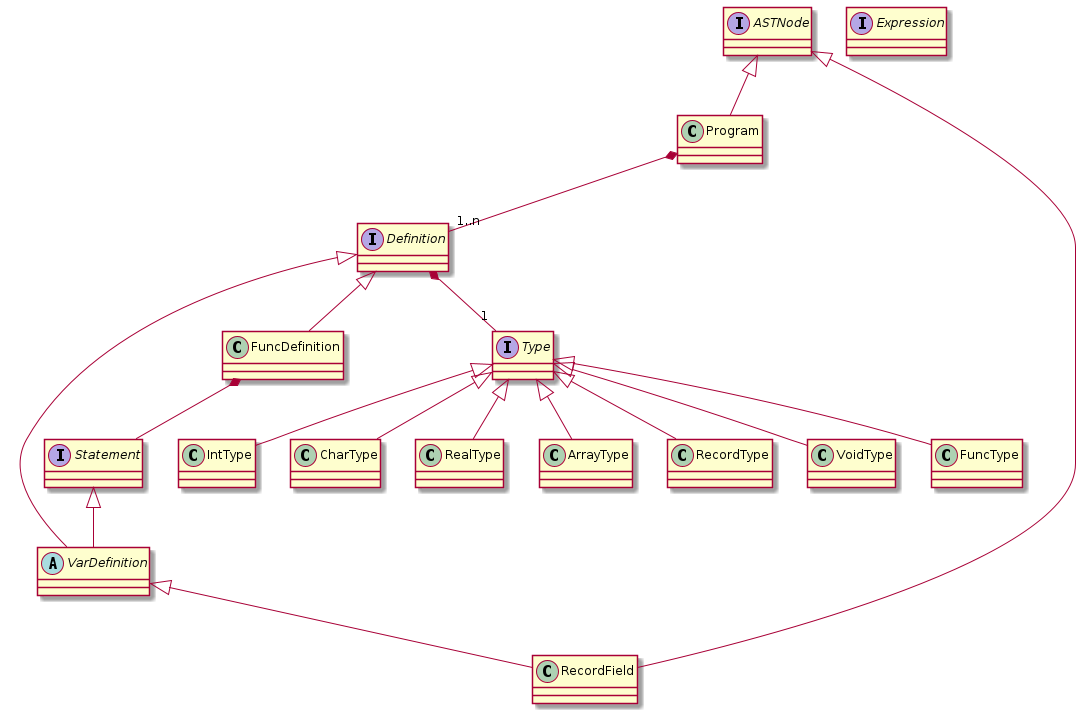 I ASTNode
I Expression
C Program
1..n
I Definition
1
C FuncDefinition
I Type
I Statement
C IntType
C CharType
C RealType
C ArrayType
C RecordType
C VoidType
C FuncType
A VarDefinition
C RecordField